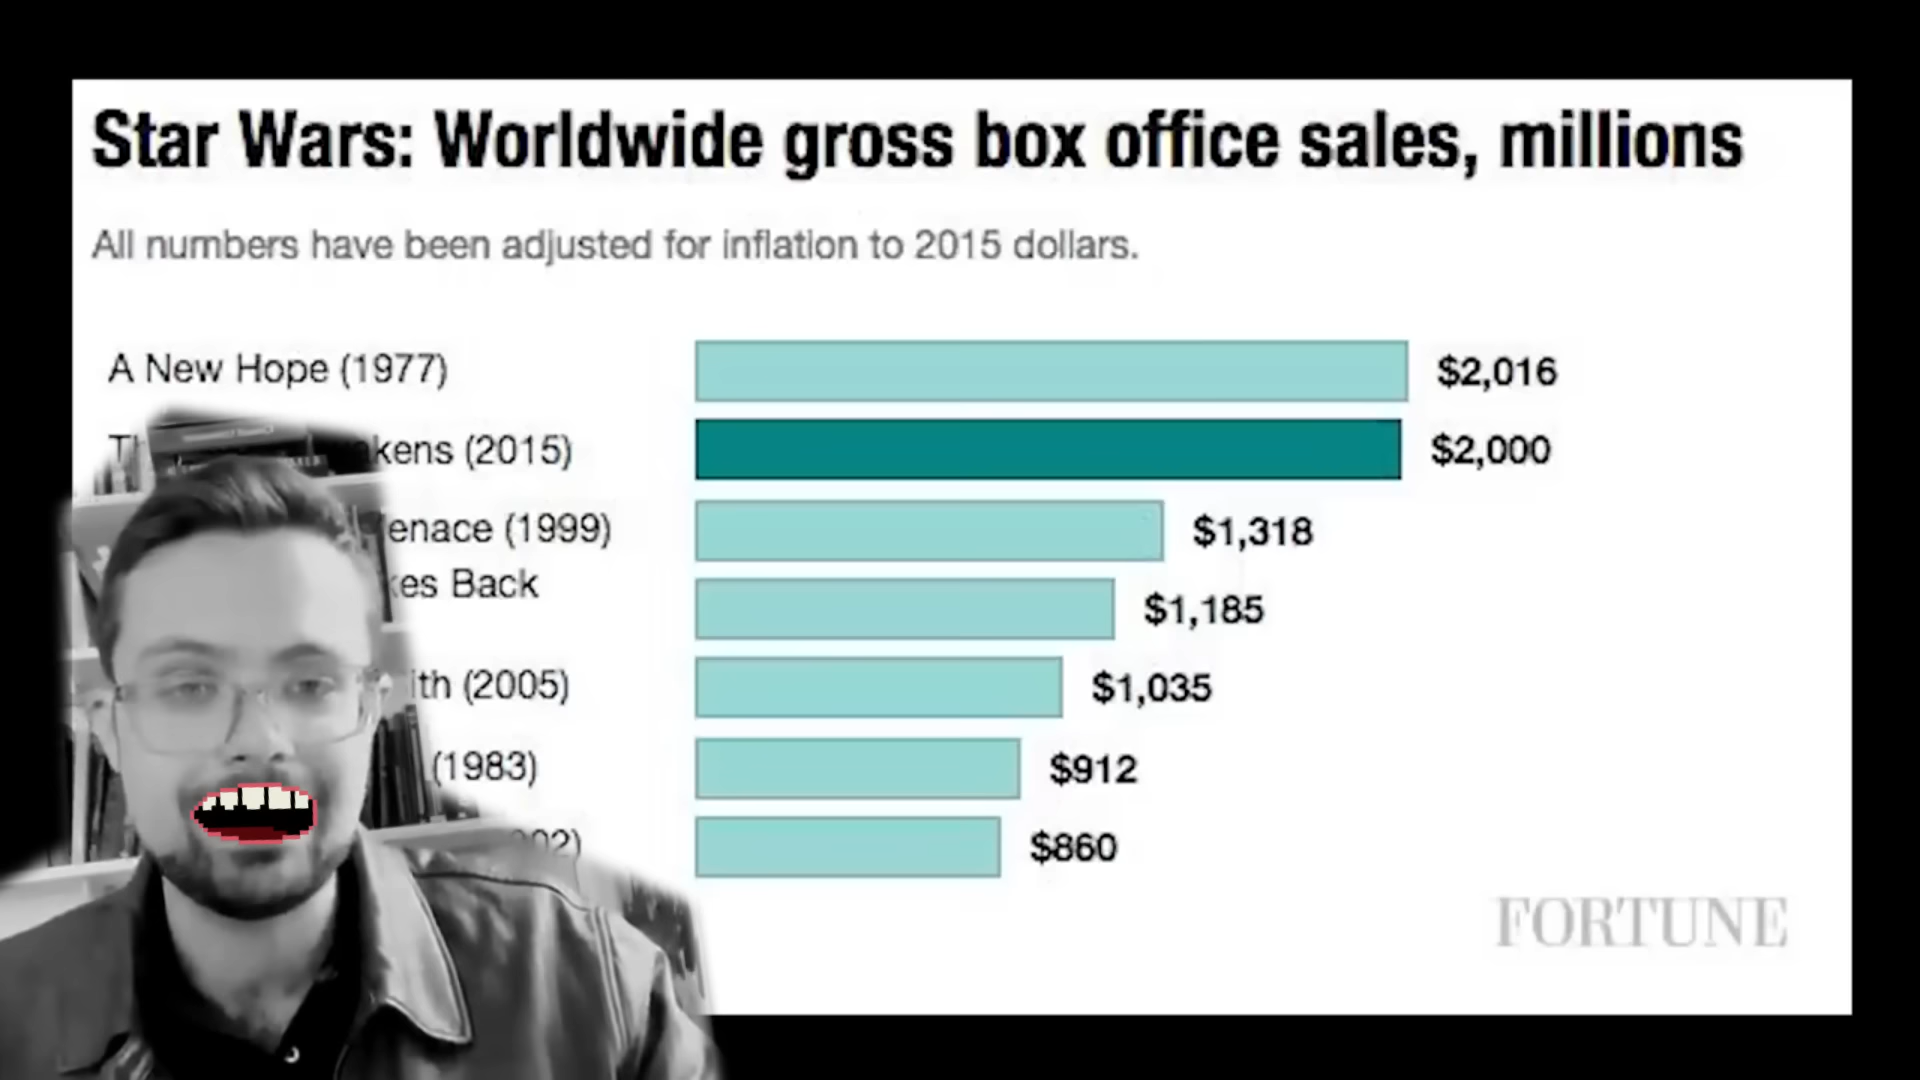 Star Wars: Worldwide gross box office sales, millions
All numbers have been adjusted for inflation to 2015 dollars.
A New Hope (1977) $2,016
kens (2015) $2,000
enace (1999) $1,318
es Back $1,185
ith (2005) $1,035
(1983) $912
$860
FORTUNE